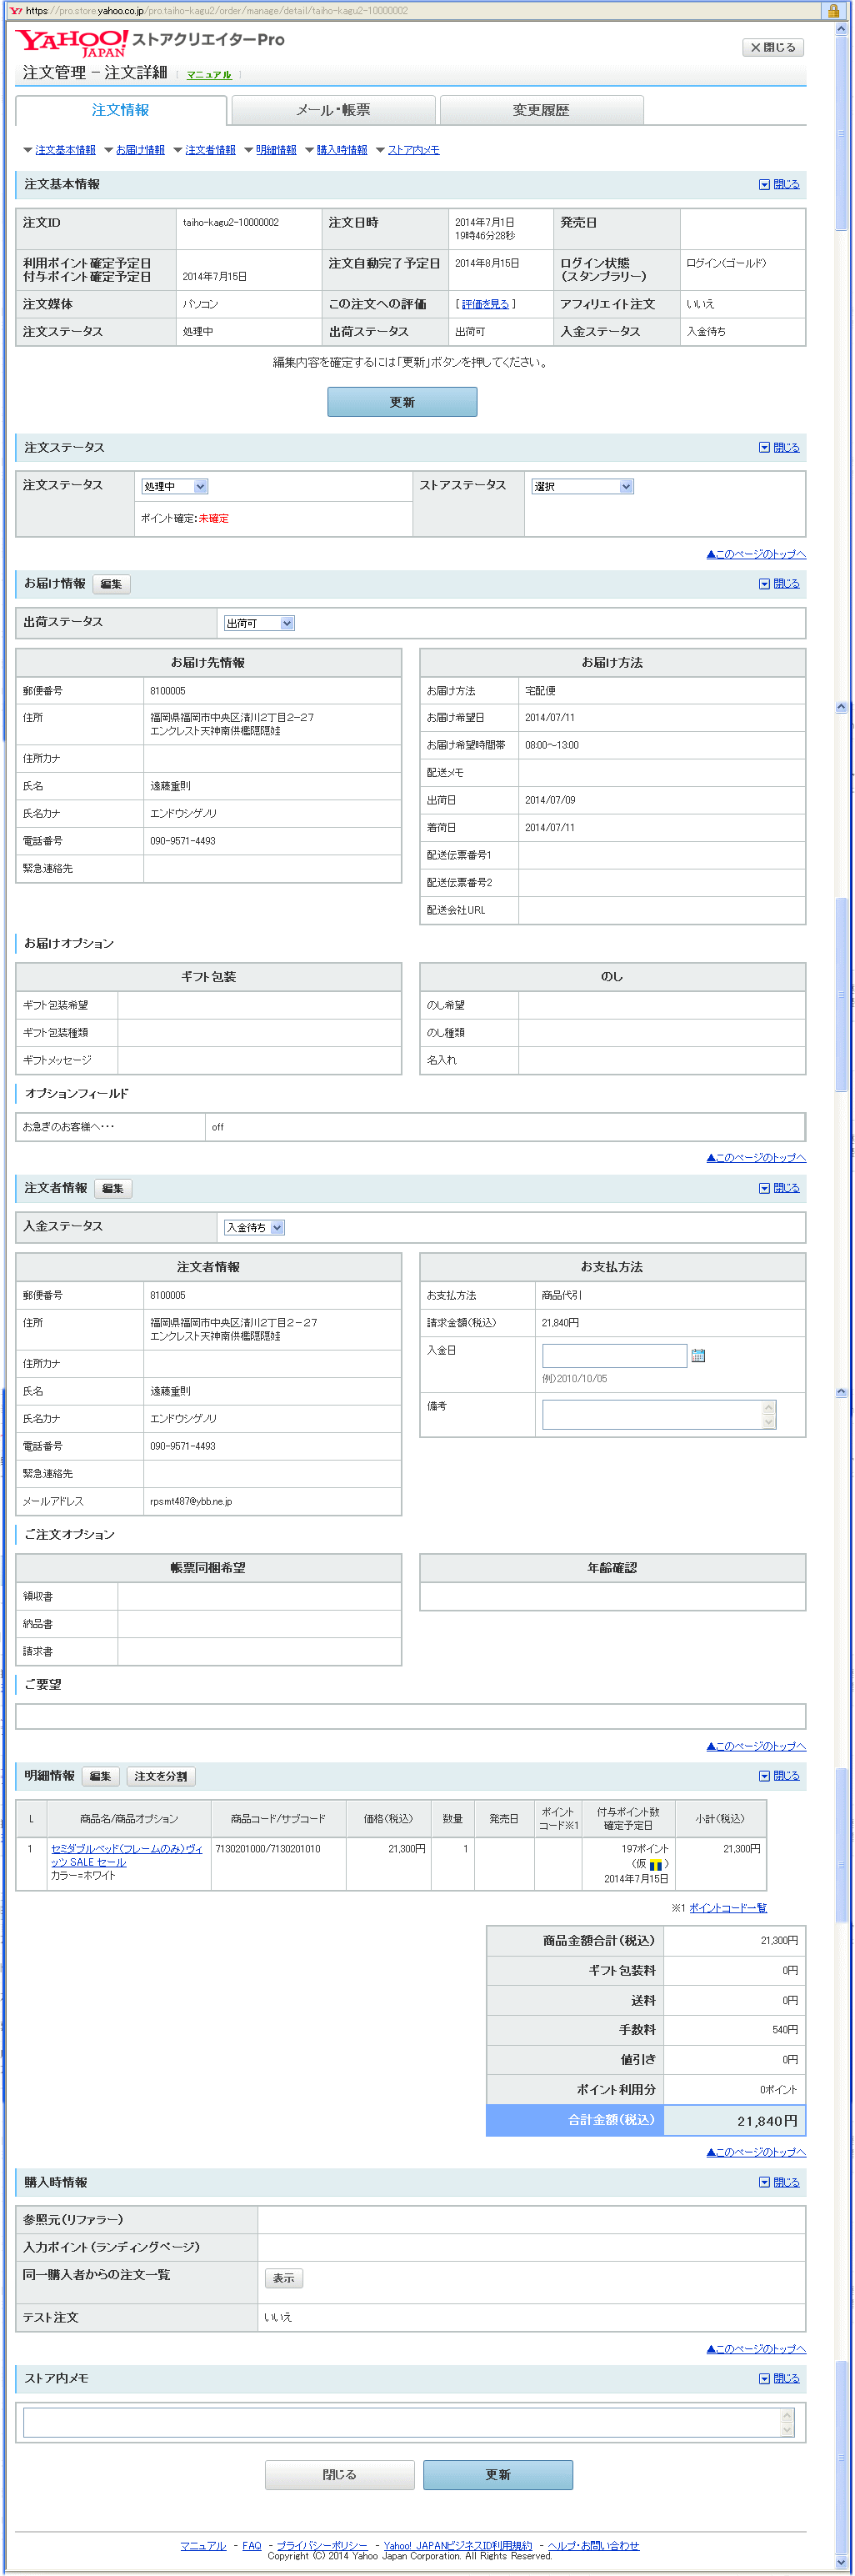 https://pro.store.yahoo.co.jp/pro.taiho-kagu2/order/manage/detail/taiho-kagu2-10000002
YAHOO! JAPAN ストアクリエイターPro
×閉じる
注文管理 − 注文詳細 [ マニュアル ]
注文情報 メール・帳票 変更履歴
▼注文基本情報 ▼お届け情報 ▼注文者情報 ▼明細情報 ▼購入時情報 ▼ストア内メモ
注文基本情報 閉じる
注文ID taiho-kagu2-10000002 注文日時 2014年7月1日 発売日
19時46分28秒
利用ポイント確定予定日 注文自動完了予定日 2014年8月15日 ログイン状態 ログイン(ゴールド)
付与ポイント確定予定日 2014年7月15日 (スタンプラリー)
注文媒体 パソコン この注文への評価 [ 評価を見る ] アフィリエイト注文 いいえ
注文ステータス 処理中 出荷ステータス 出荷可 入金ステータス 入金待ち
編集内容を確定するには「更新」ボタンを押してください。
更新
注文ステータス 閉じる
注文ステータス 処理中 ストアステータス 選択
ポイント確定:未確定
▲このページのトップへ
お届け情報 編集 閉じる
出荷ステータス 出荷可
お届け先情報
郵便番号 8100005
住所 福岡県福岡市中央区清川2丁目2−27
エンクレスト天神南
住所カナ
氏名 遠藤重則
氏名カナ エンドウシゲノリ
電話番号 090-9571-4493
緊急連絡先
お届け方法
お届け方法 宅配便
お届け希望日 2014/07/11
お届け希望時間帯 08:00〜13:00
配送メモ
出荷日 2014/07/09
着荷日 2014/07/11
配送伝票番号1
配送伝票番号2
配送会社URL
お届けオプション
ギフト包装
ギフト包装希望
ギフト包装種類
ギフトメッセージ
のし
のし希望
のし種類
名入れ
オプションフィールド
お急ぎのお客様へ・・・ off
▲このページのトップへ
注文者情報 編集 閉じる
入金ステータス 入金待ち
注文者情報
郵便番号 8100005
住所 福岡県福岡市中央区清川2丁目2−27
エンクレスト天神南
住所カナ
氏名 遠藤重則
氏名カナ エンドウシゲノリ
電話番号 090-9571-4493
緊急連絡先
メールアドレス rpsmt487@ybb.ne.jp
お支払方法
お支払方法 商品代引
請求金額(税込) 21,840円
入金日
例)2010/10/05
備考
ご注文オプション
帳票同梱希望
領収書
納品書
請求書
年齢確認
ご要望
▲このページのトップへ
明細情報 編集 注文を分割 閉じる
L 商品名/商品オプション 商品コード/サブコード 価格(税込) 数量 発売日 ポイントコード※1 付与ポイント数確定予定日 小計(税込)
1 セミダブルベッド(フレームのみ)ヴィ 7130201000/7130201010 21,300円 1 197ポイント 21,300円
ッツ SALE セール (仮 T )
カラー=ホワイト 2014年7月15日
※1 ポイントコード一覧
商品金額合計(税込) 21,300円
ギフト包装料 0円
送料 0円
手数料 540円
値引き 0円
ポイント利用分 0ポイント
合計金額(税込) 21,840円
▲このページのトップへ
購入時情報 閉じる
参照元(リファラー)
入力ポイント(ランディングページ)
同一購入者からの注文一覧 表示
テスト注文 いいえ
▲このページのトップへ
ストア内メモ 閉じる
閉じる 更新
マニュアル - FAQ - プライバシーポリシー - Yahoo! JAPANビジネスID利用規約 - ヘルプ・お問い合わせ
Copyright (C) 2014 Yahoo Japan Corporation. All Rights Reserved.